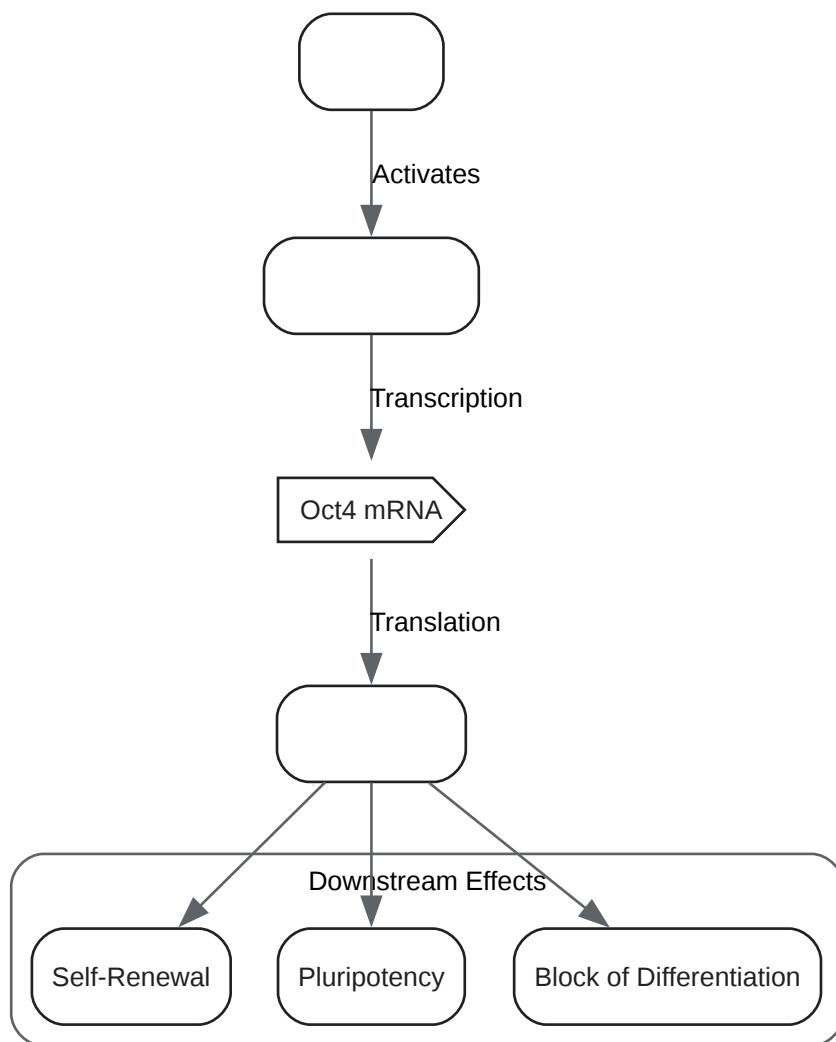 Activates
Transcription
Oct4 mRNA
Translation
Downstream Effects
Self-Renewal
Pluripotency
Block of Differentiation